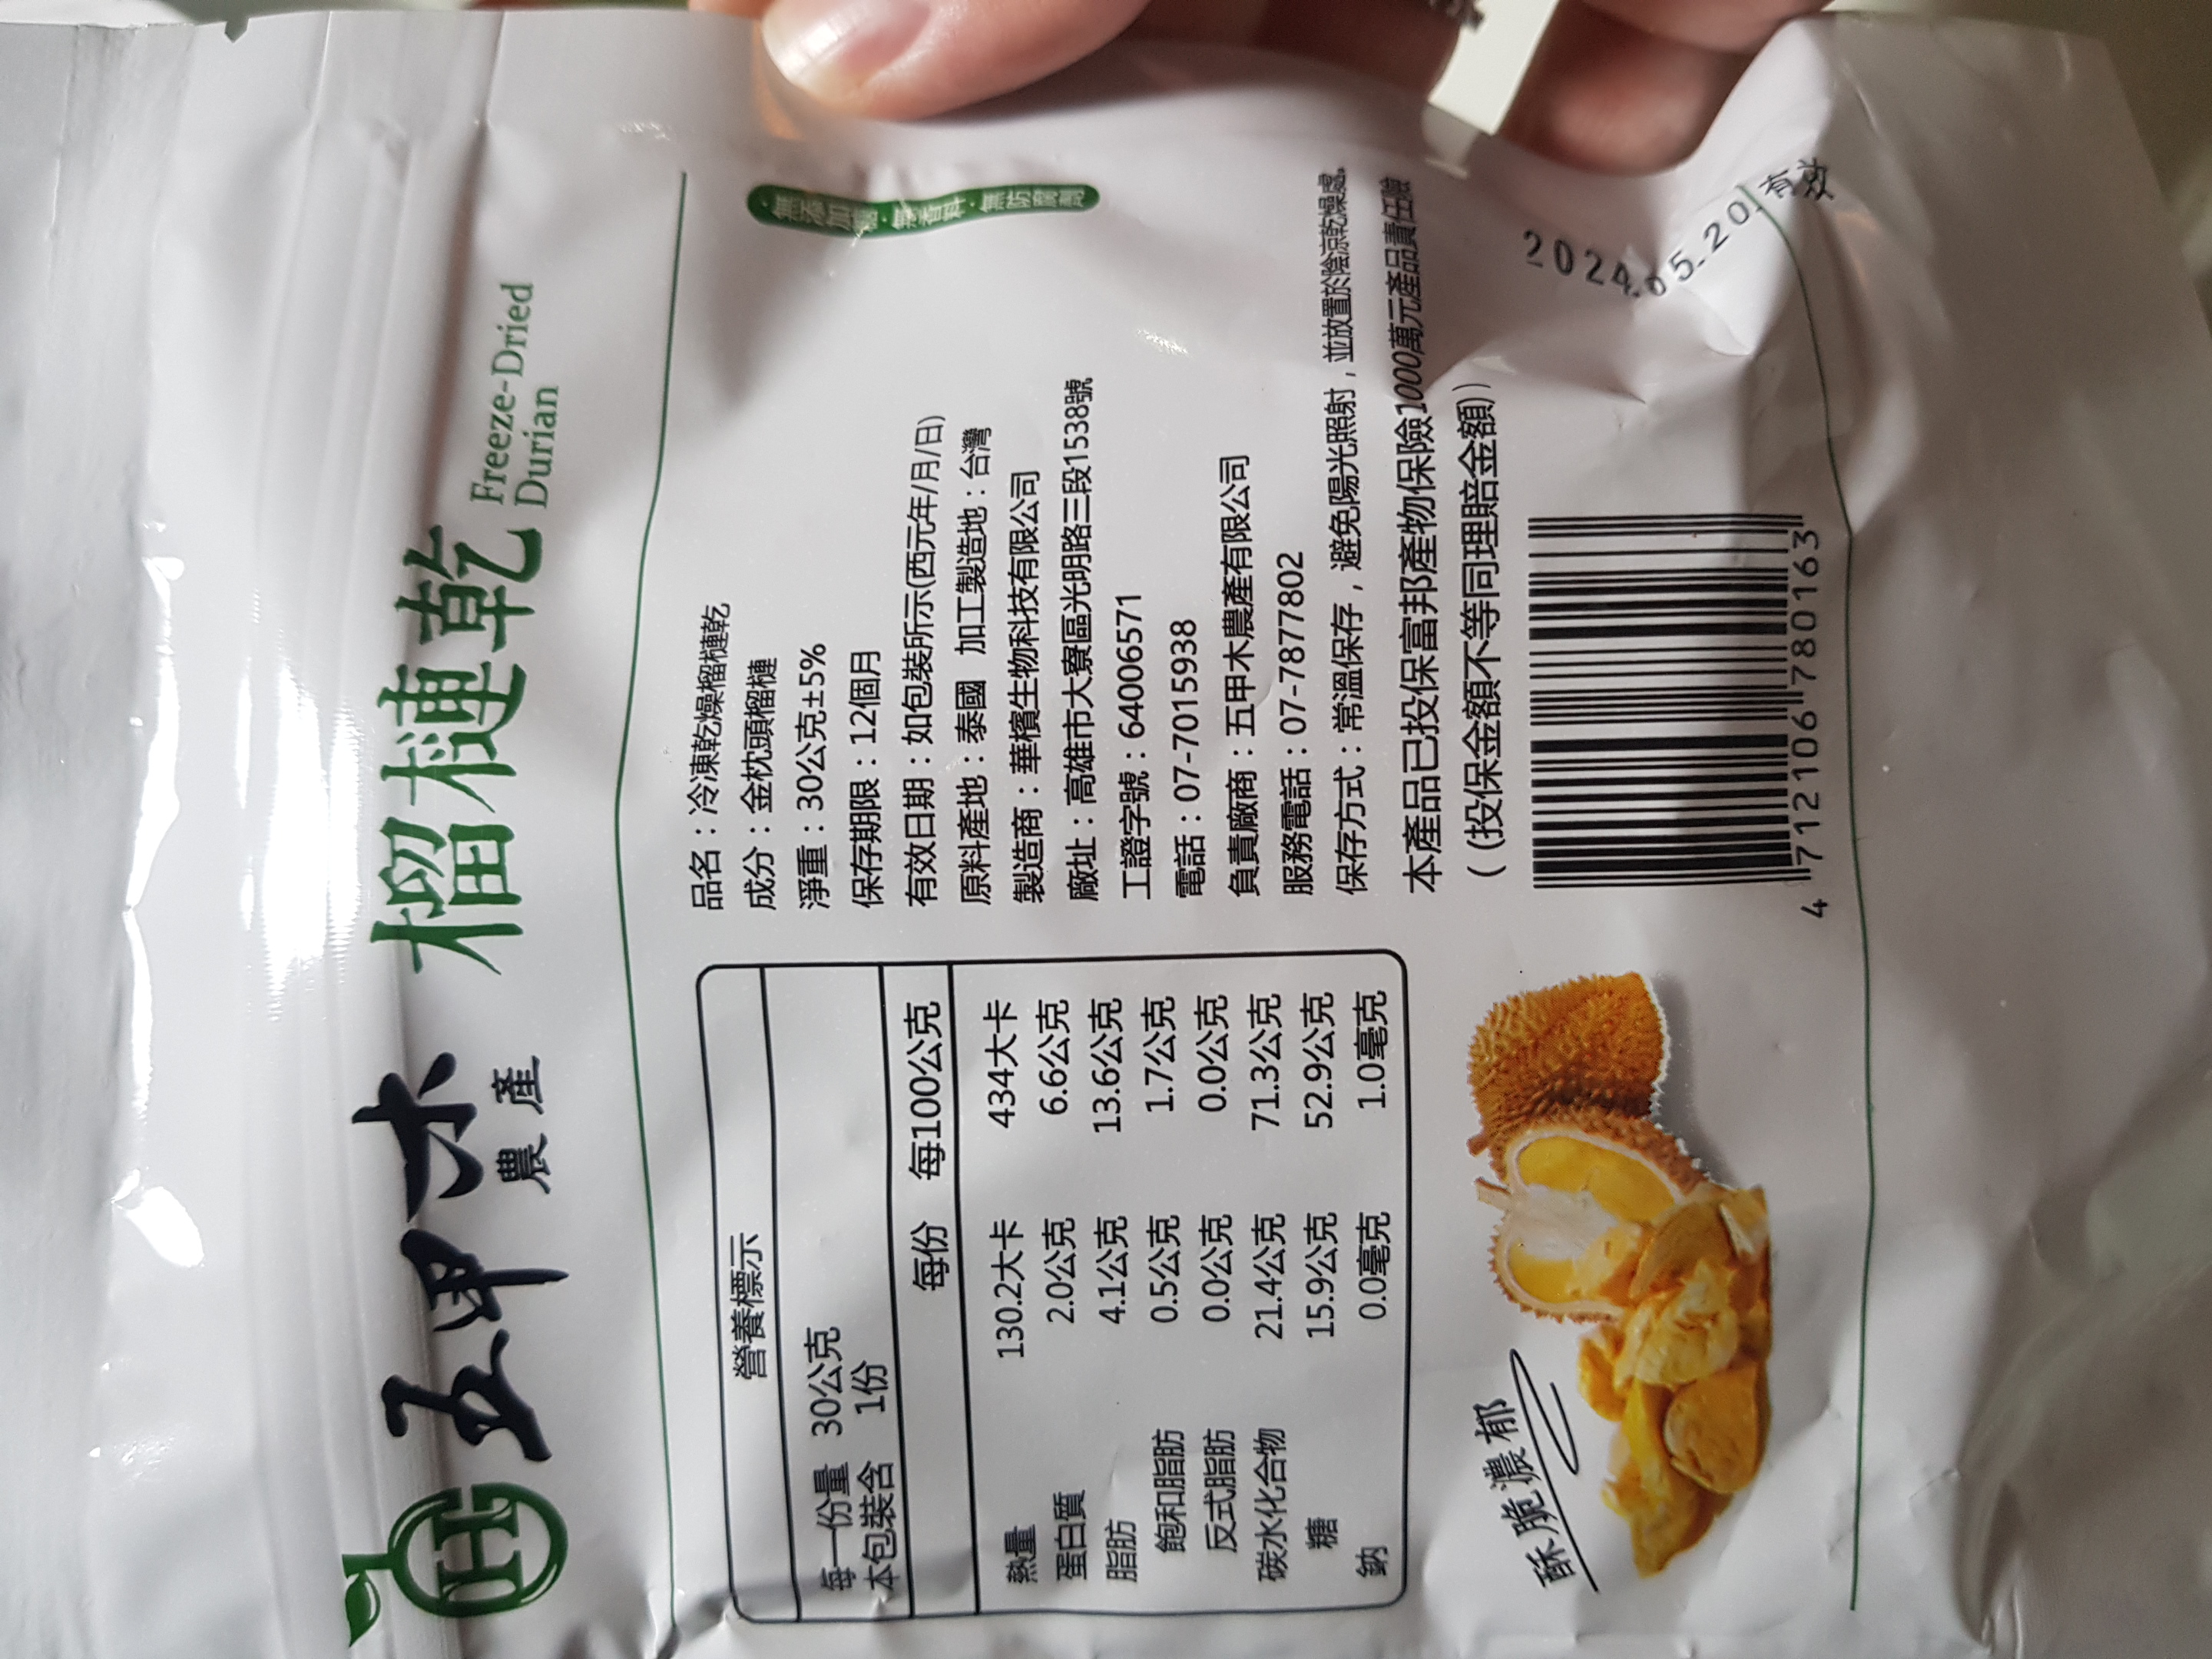 五甲木
農產
榴槤乾
Freeze-Dried
Durian
營養標示
每一份量 30公克
本包裝含 1份
每份 每100公克
熱量 130.2大卡 434大卡
蛋白質 2.0公克 6.6公克
脂肪 4.1公克 13.6公克
飽和脂肪 0.5公克 1.7公克
反式脂肪 0.0公克 0.0公克
碳水化合物 21.4公克 71.3公克
糖 15.9公克 52.9公克
鈉 0.0毫克 1.0毫克
酥脆濃郁
品名：冷凍乾燥榴槤乾
成分：金枕頭榴槤
淨重：30公克±5%
保存期限：12個月
有效日期：如包裝所示(西元年/月/日)
原料產地：泰國 加工製造地：台灣
製造商：華檳生物科技有限公司
廠址：高雄市大寮區光明路三段1538號
工證字號：64006571
電話：07-7015938
負責廠商：五甲木農產有限公司
服務電話：07-7877802
保存方式：常溫保存，避免陽光照射，並放置於陰涼乾燥處。
本產品已投保富邦產物保險1000萬元產品責任險
（(投保金額不等同理賠金額)）
4 712106 780163
·無添加糖·無香料·無防腐劑
2024.05.20有效